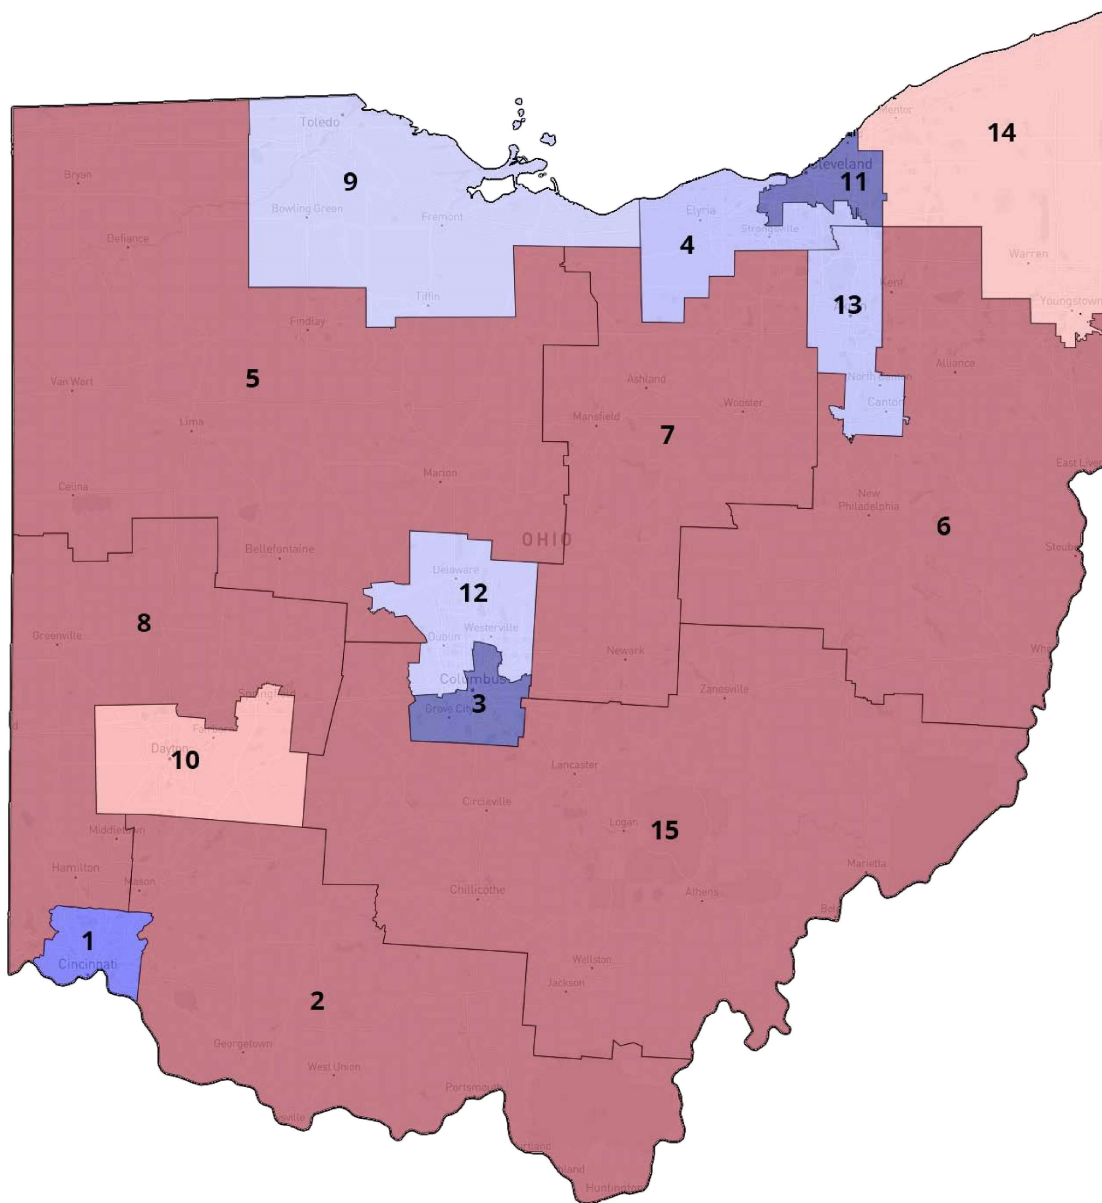 Mentor
14
Toledo
Cleveland
11
Bryan
9
Bowling Green
Elyria
Fremont
Strongsville
Defiance
4
Warren
Kent
Tiffin
13
Youngstown
Findlay
Alliance
5
Van Wert
Ashland
North Canton
Wooster
Canton
Mansfield
Lima
7
Marion
Celina
New
Philadelphia
6
OHIO
Bellefontaine
Delaware
12
8
Westerville
Greenville
Dublin
Newark
Columbus
Zanesville
Springfield
3
Grove City
Fairborn
Dayton
10
Lancaster
Circleville
Logan
15
Middletown
Marietta
Hamilton
Mason
Chillicothe
Athens
1
Cincinnati
Wellston
Jackson
2
Georgetown
West Union
Portsmouth
Huntington